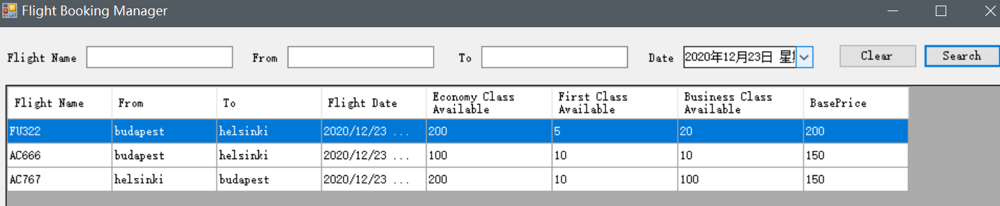 Flight Booking Manager
Flight Name From To Date 2020年12月23日 Clear Search
Flight Name From To Flight Date Economy Class Available First Class Available Business Class Available BasePrice
FU322 budapest helsinki 2020/12/23 ... 200 5 20 200
AC666 budapest helsinki 2020/12/23 ... 100 10 10 150
AC767 helsinki budapest 2020/12/23 ... 200 10 100 150